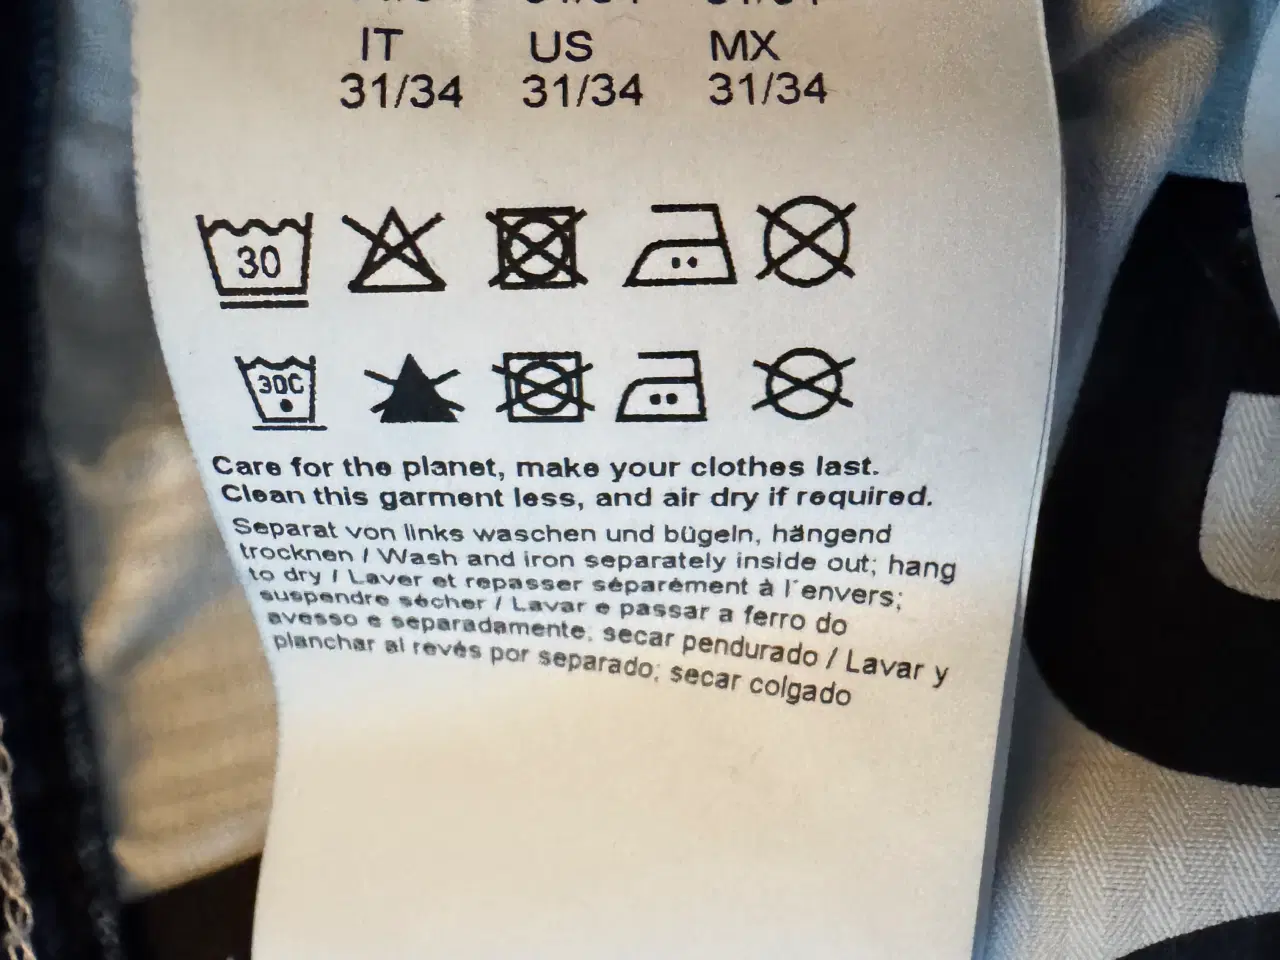 IT US MX
31/34 31/34 31/34
30
30C
Care for the planet, make your clothes last.
Clean this garment less, and air dry if required.
Separat von links waschen und bügeln, hängend
trocknen / Wash and iron separately inside out; hang
to dry / Laver et repasser séparément à l'envers;
suspendre sécher / Lavar e passar a ferro do
avesso e separadamente; secar pendurado / Lavar y
planchar al revés por separado; secar colgado